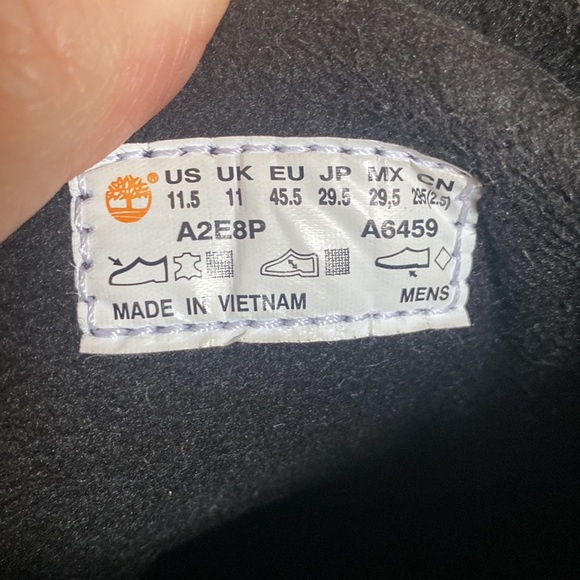 ® US UK EU JP MX CN
11.5 11 45.5 29.5 29,5 295(2.5)
A2E8P A6459
MADE IN VIETNAM MENS